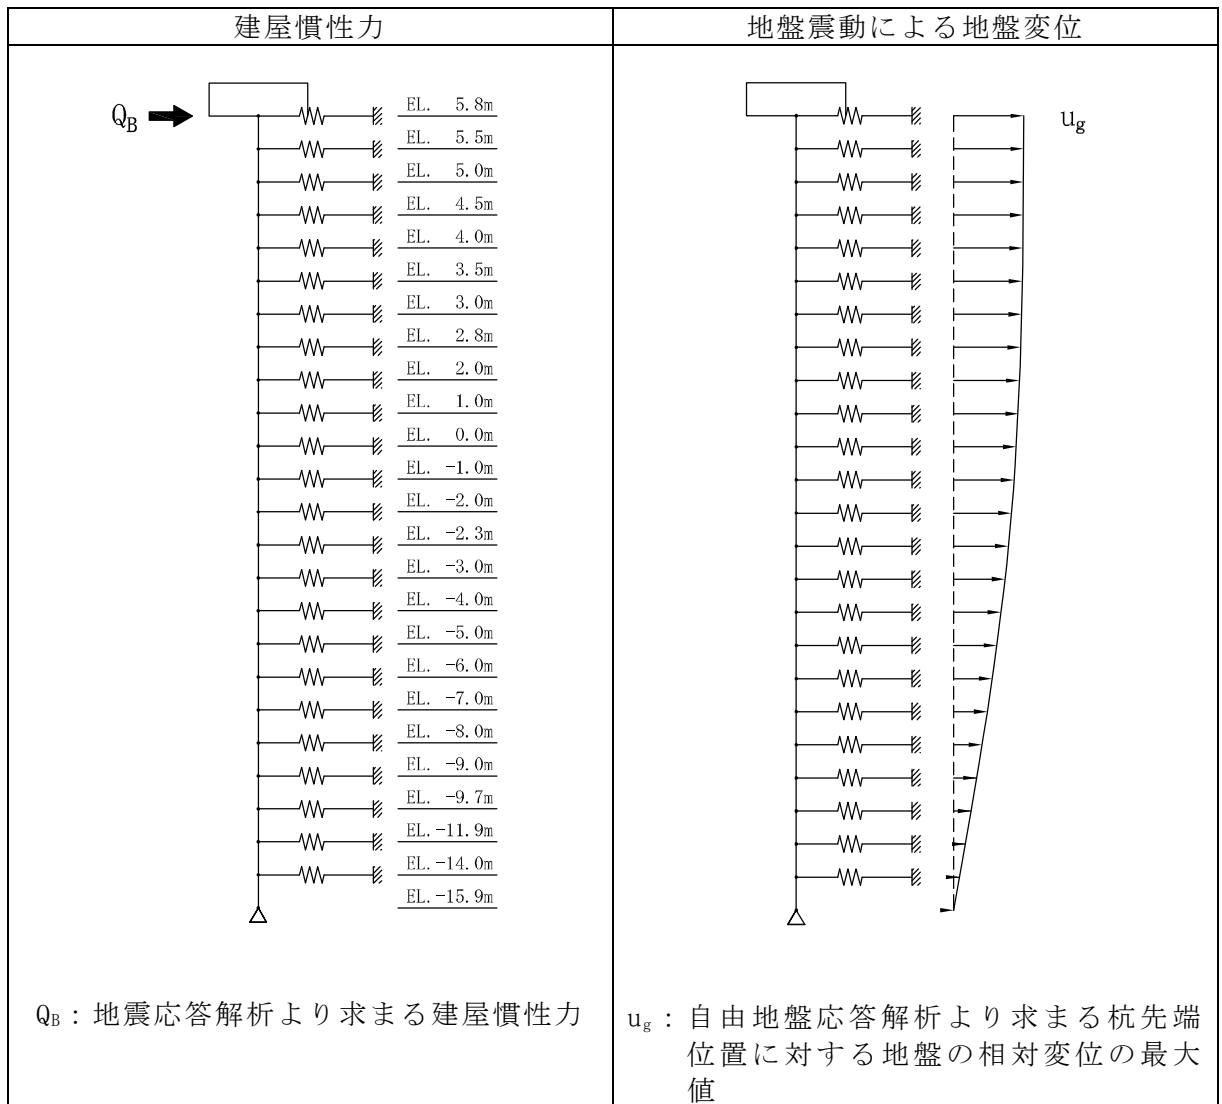 建屋慣性力
地盤震動による地盤変位
Q_B
EL. 5.8m
EL. 5.5m
EL. 5.0m
EL. 4.5m
EL. 4.0m
EL. 3.5m
EL. 3.0m
EL. 2.8m
EL. 2.0m
EL. 1.0m
EL. 0.0m
EL. -1.0m
EL. -2.0m
EL. -2.3m
EL. -3.0m
EL. -4.0m
EL. -5.0m
EL. -6.0m
EL. -7.0m
EL. -8.0m
EL. -9.0m
EL. -9.7m
EL.-11.9m
EL.-14.0m
EL.-15.9m
u_g
Q_B：地震応答解析より求まる建屋慣性力
u_g：自由地盤応答解析より求まる杭先端
位置に対する地盤の相対変位の最大
値